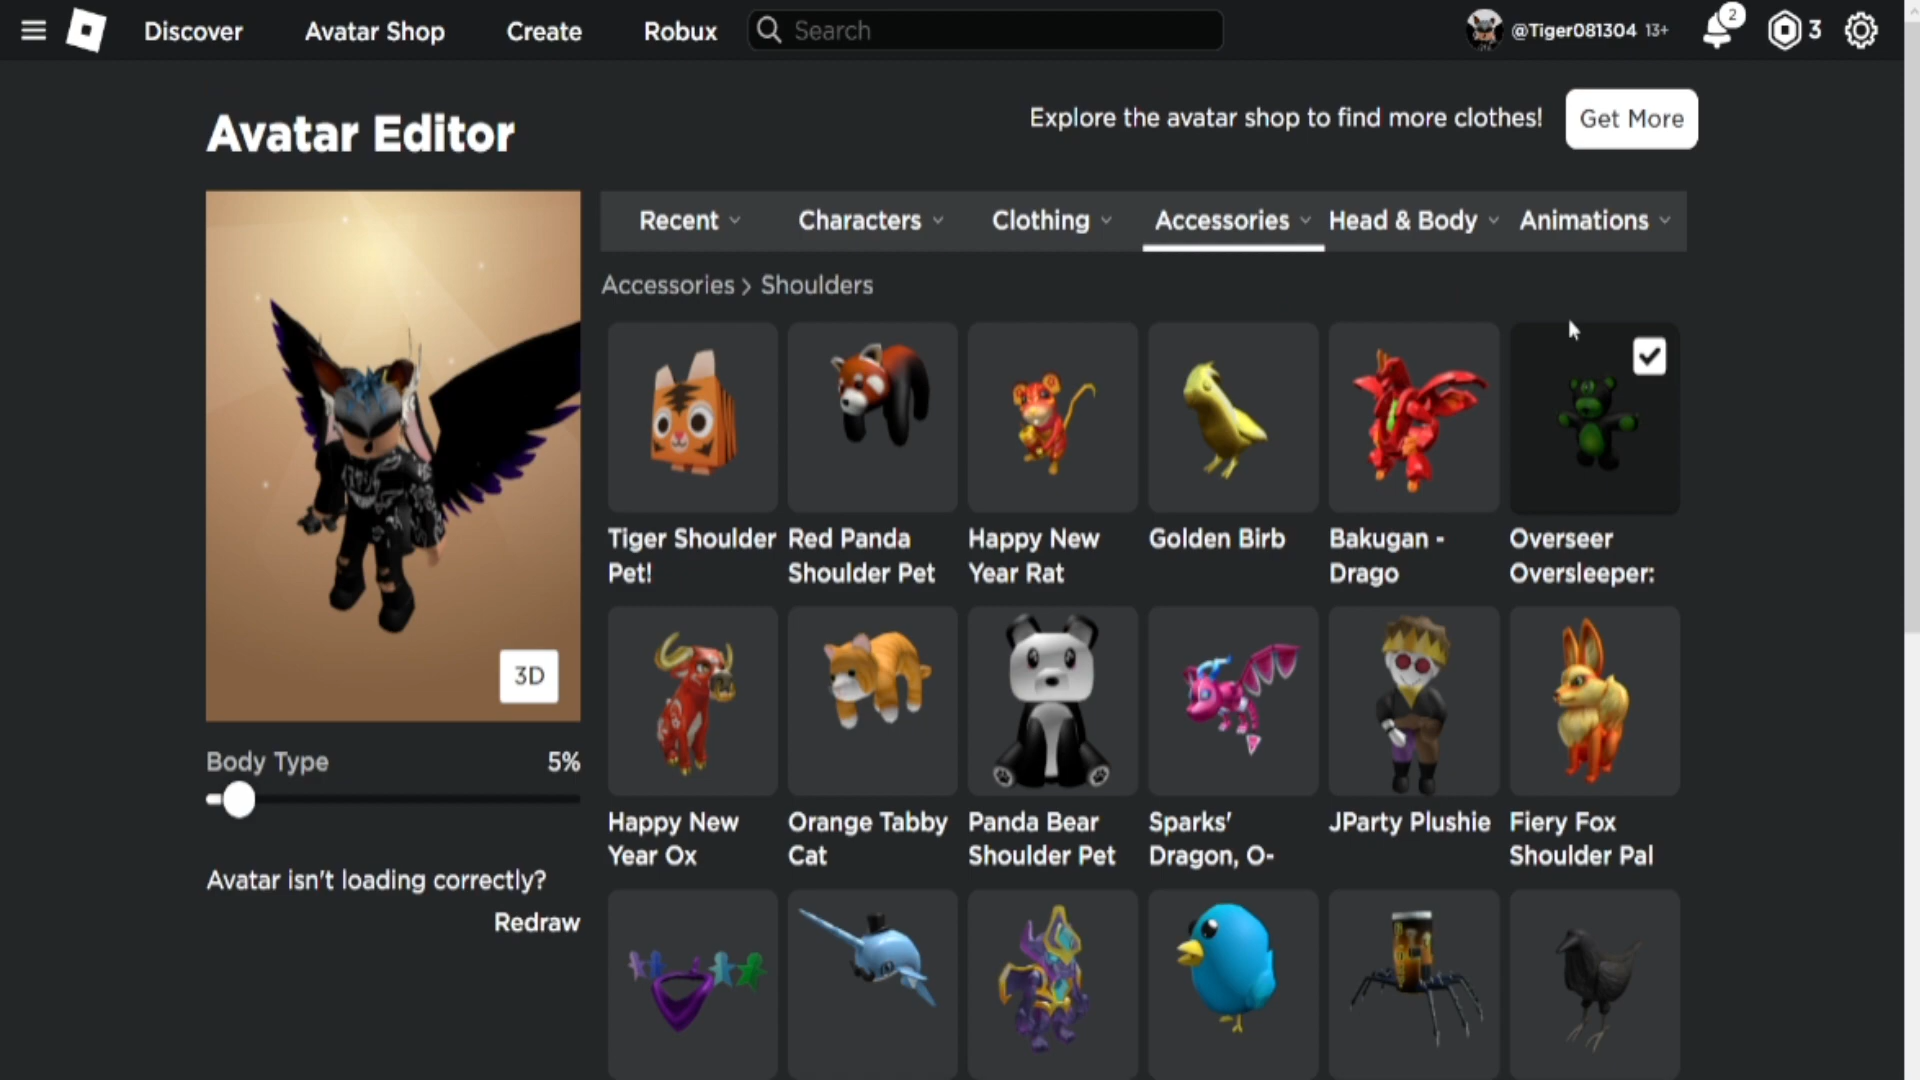 Discover Avatar Shop Create Robux Search @Tiger081304 13+ 2 3
Avatar Editor
Explore the avatar shop to find more clothes! Get More
Recent Characters Clothing Accessories Head & Body Animations
Accessories > Shoulders
3D
Body Type 5%
Avatar isn't loading correctly?
Redraw
Tiger Shoulder
Pet!
Red Panda
Shoulder Pet
Happy New
Year Rat
Golden Birb
Bakugan -
Drago
Overseer
Oversleeper:
Happy New
Year Ox
Orange Tabby
Cat
Panda Bear
Shoulder Pet
Sparks'
Dragon, O-
JParty Plushie
Fiery Fox
Shoulder Pal